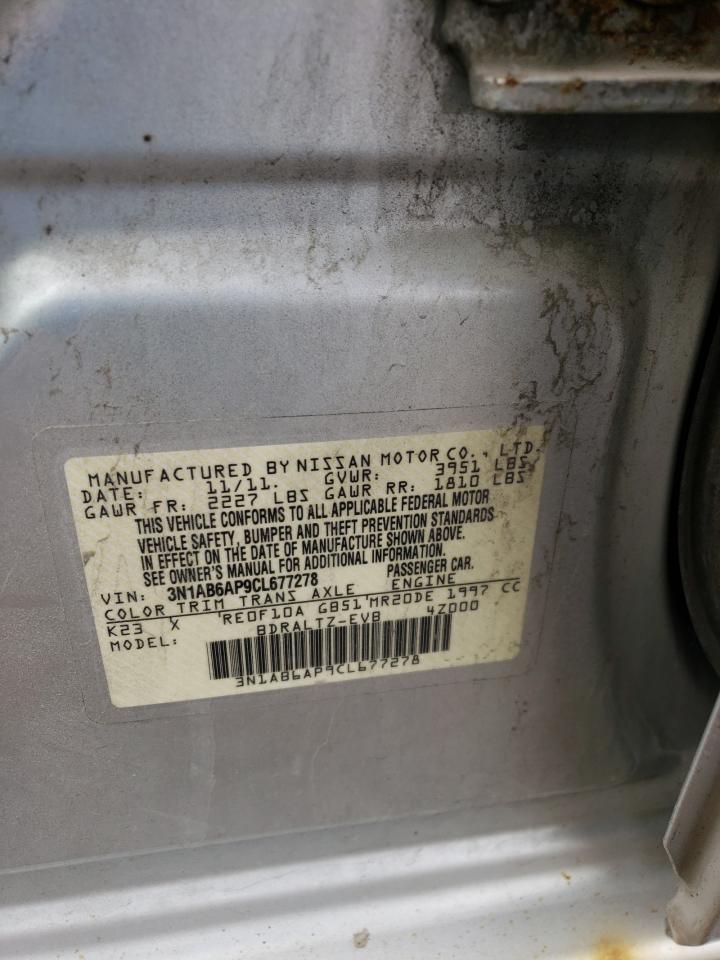 MANUFACTURED BY NISSAN MOTOR CO., LTD.
DATE: 11/11. GVWR: 3951 LBS
GAWR FR: 2227 LBS GAWR RR: 1810 LBS
THIS VEHICLE CONFORMS TO ALL APPLICABLE FEDERAL MOTOR
VEHICLE SAFETY, BUMPER AND THEFT PREVENTION STANDARDS
IN EFFECT ON THE DATE OF MANUFACTURE SHOWN ABOVE.
SEE OWNER'S MANUAL FOR ADDITIONAL INFORMATION.
VIN: 3N1AB6AP9CL677278 PASSENGER CAR.
COLOR TRIM TRANS AXLE ENGINE
K23 X 'RE0F10A GB51'MR20DE 1997 CC
MODEL: BDRALTZ-EVB 4Z000
3N1AB6AP9CL677278